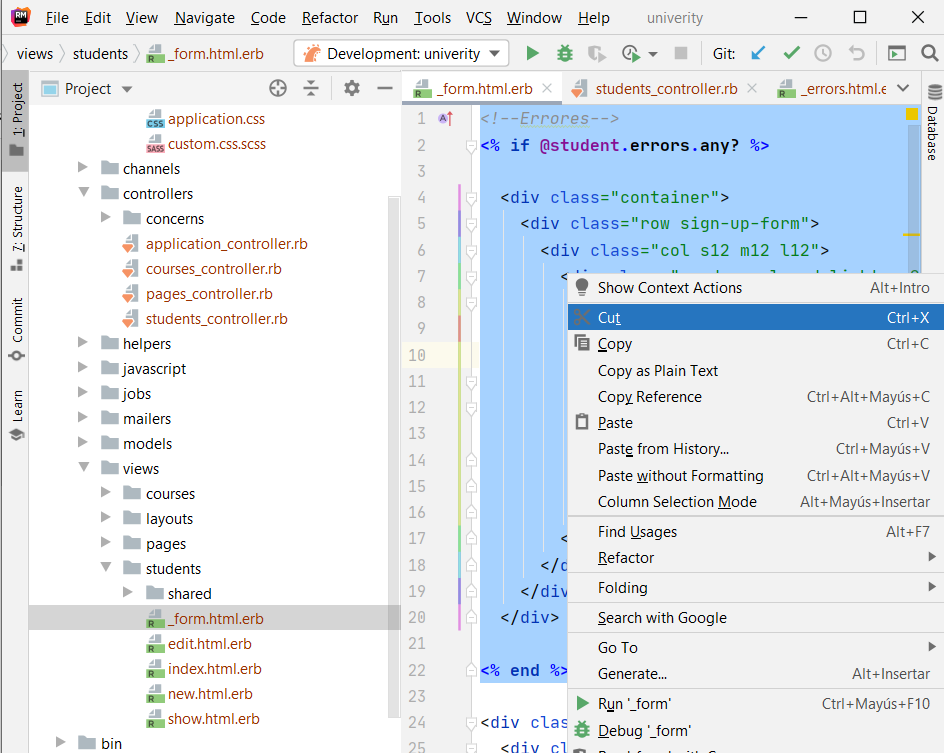 File Edit View Navigate Code Refactor Run Tools VCS Window Help univerity
views students _form.html.erb Development: univerity Git:
Project _form.html.erb students_controller.rb _errors.html.e
1: Project
7: Structure
Commit
Learn
Database
application.css
custom.css.scss
channels
controllers
concerns
application_controller.rb
courses_controller.rb
pages_controller.rb
students_controller.rb
helpers
javascript
jobs
mailers
models
views
courses
layouts
pages
students
shared
_form.html.erb
edit.html.erb
index.html.erb
new.html.erb
show.html.erb
bin
1 <!--Errores-->
2 <% if @student.errors.any? %>
3
4 <div class="container">
5 <div class="row sign-up-form">
6 <div class="col s12 m12 l12">
7
8
9
10
11
12
13
14
15
16
17 <
18 </d
19 </div
20 </div>
21
22 <% end %>
23
24 <div clas
25 <div cl
Show Context Actions Alt+Intro
Cut Ctrl+X
Copy Ctrl+C
Copy as Plain Text
Copy Reference Ctrl+Alt+Mayús+C
Paste Ctrl+V
Paste from History... Ctrl+Mayús+V
Paste without Formatting Ctrl+Alt+Mayús+V
Column Selection Mode Alt+Mayús+Insertar
Find Usages Alt+F7
Refactor
Folding
Search with Google
Go To
Generate... Alt+Insertar
Run '_form' Ctrl+Mayús+F10
Debug '_form'